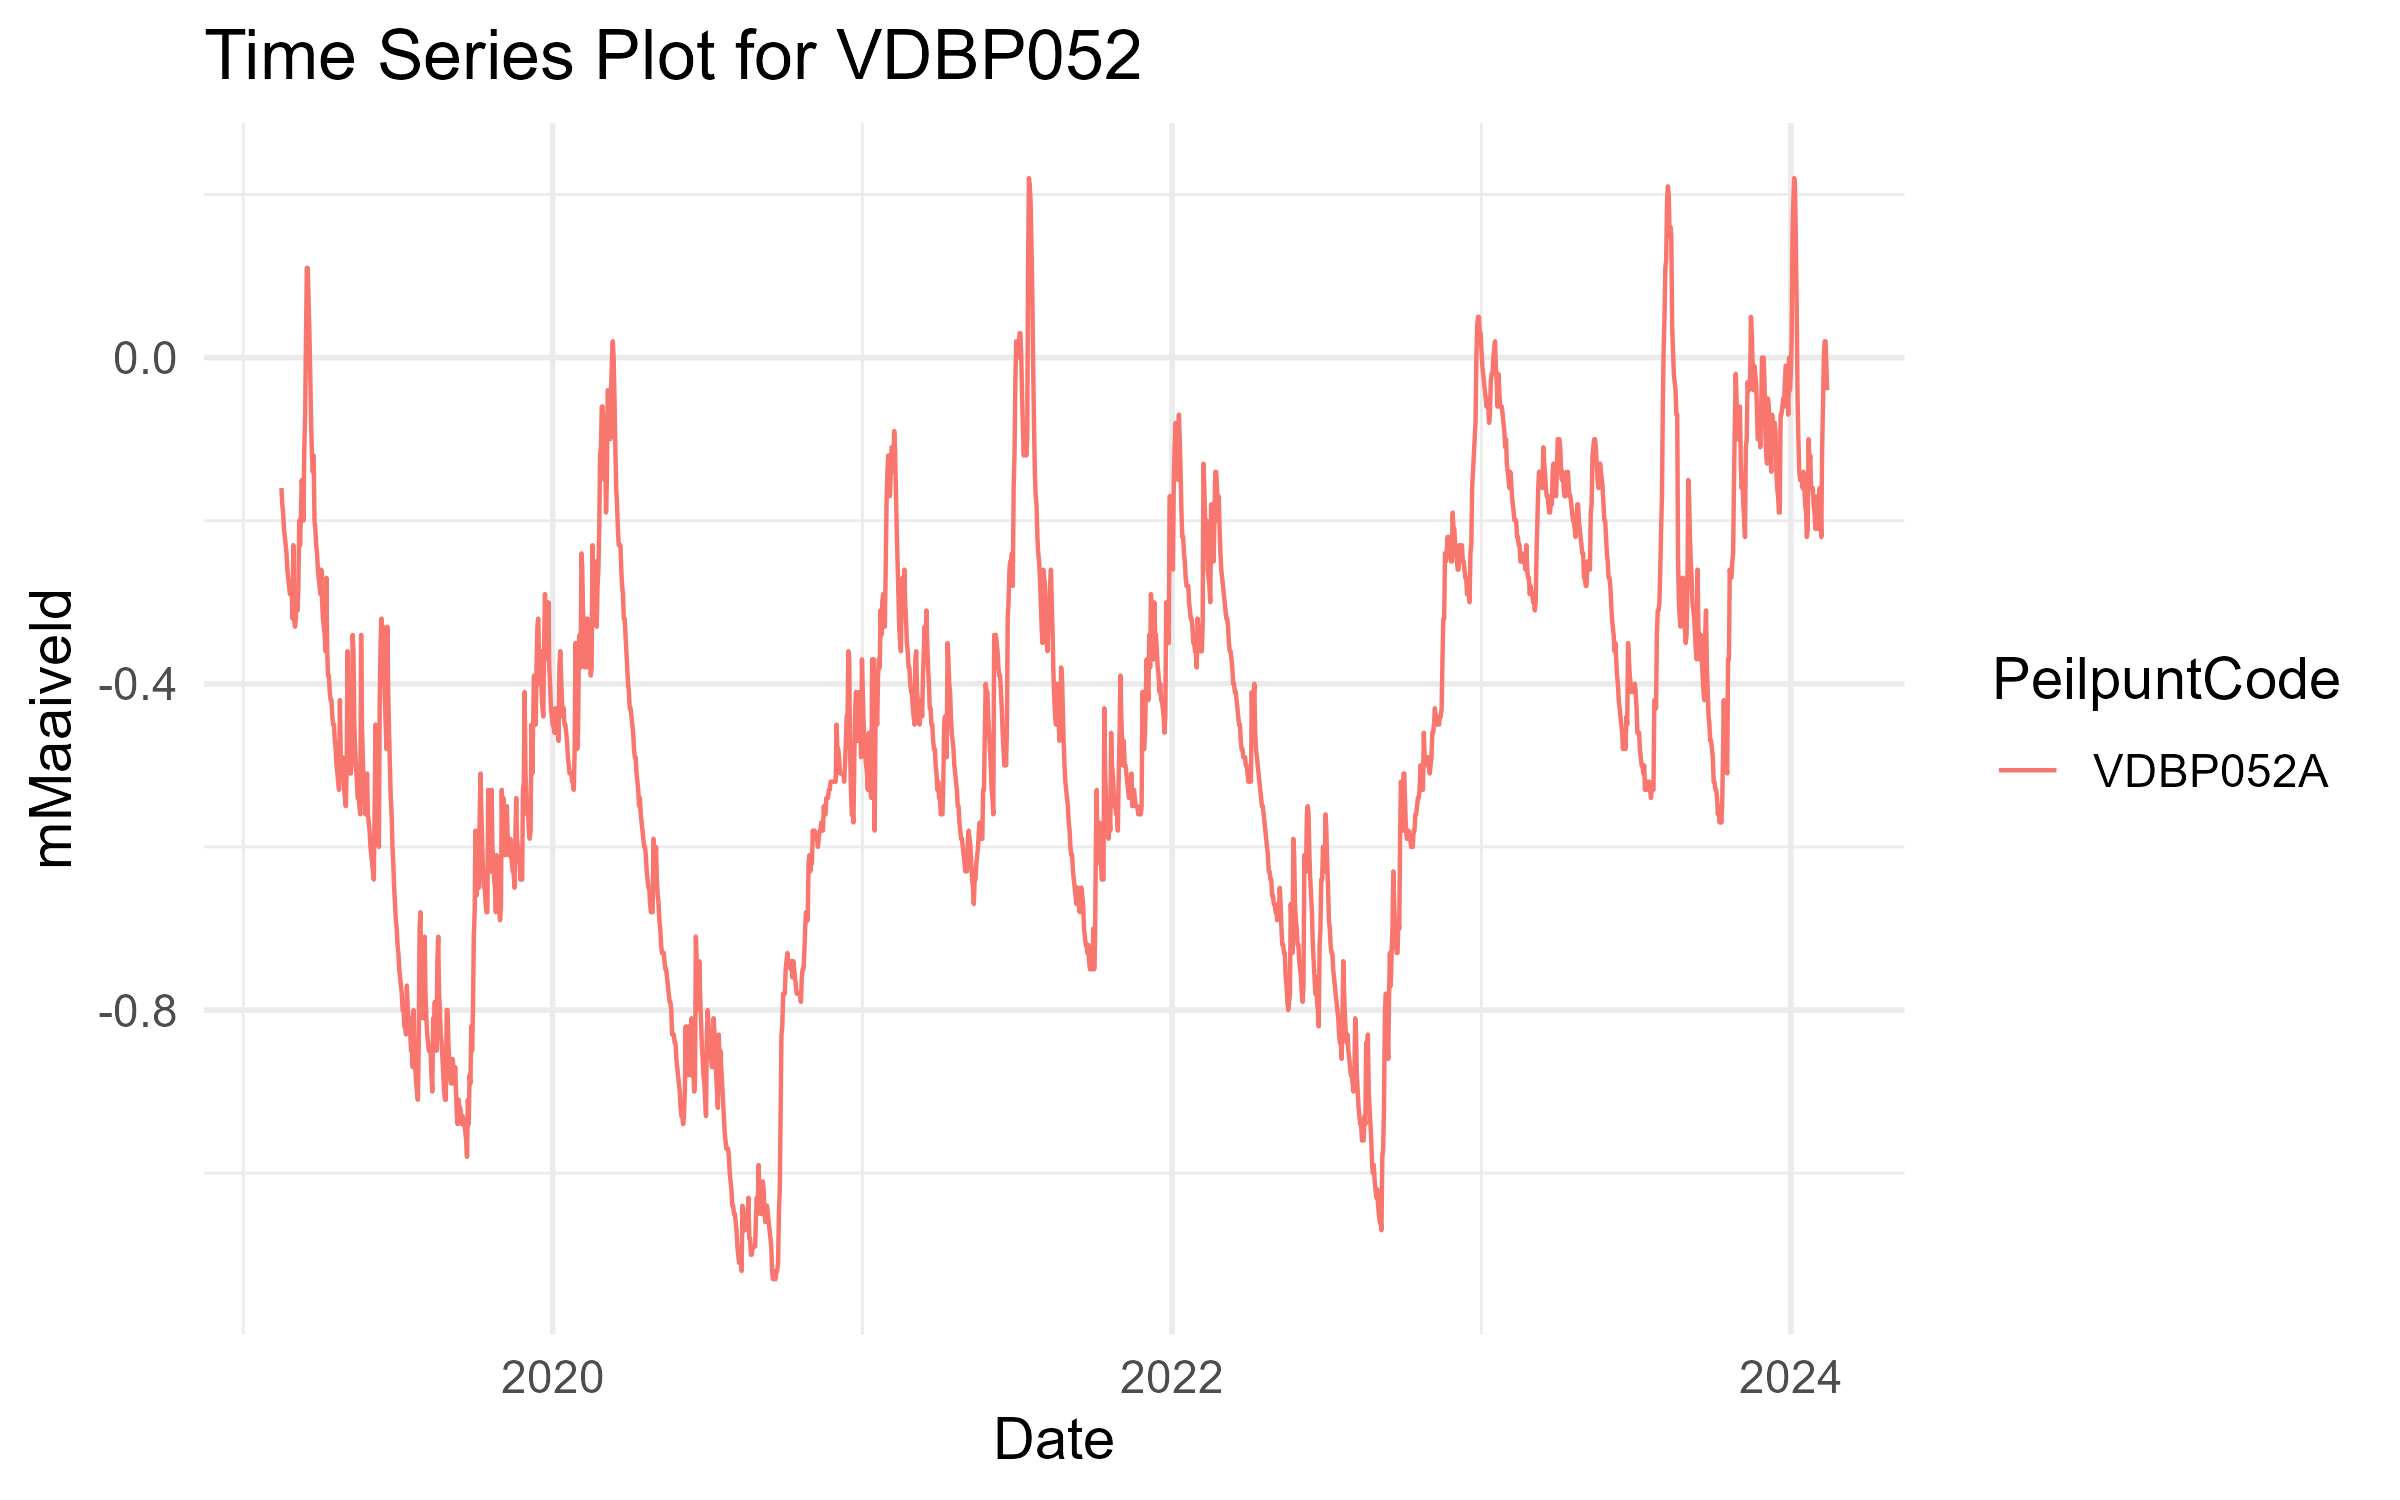 Time Series Plot for VDBP052
mMaaiveld
0.0
-0.4
-0.8
2020
2022
2024
Date
PeilpuntCode
VDBP052A